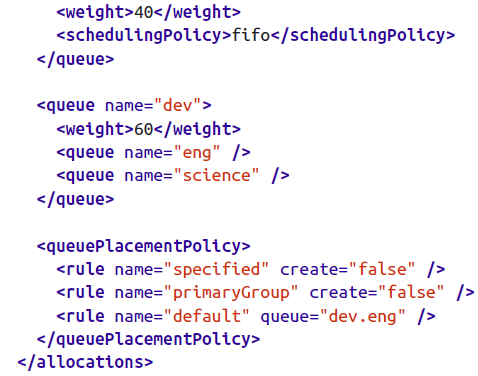 <weight>40</weight>
<schedulingPolicy>fifo</schedulingPolicy>
</queue>
<queue name="dev">
<weight>60</weight>
<queue name="eng" />
<queue name="science" />
</queue>
<queuePlacementPolicy>
<rule name="specified" create="false" />
<rule name="primaryGroup" create="false" />
<rule name="default" queue="dev.eng" />
</queuePlacementPolicy>
</allocations>